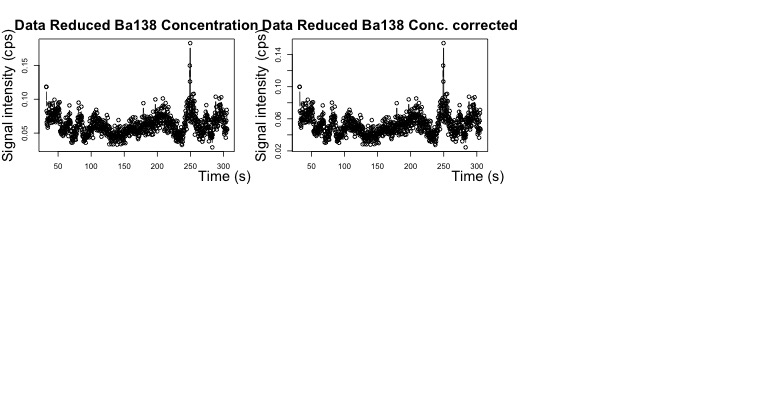 Data Reduced Ba138 Concentration
Signal intensity (cps)
0.05 0.10 0.15
50 100 150 200 250 300
Time (s)
Data Reduced Ba138 Conc. corrected
Signal intensity (cps)
0.02 0.06 0.10 0.14
50 100 150 200 250 300
Time (s)